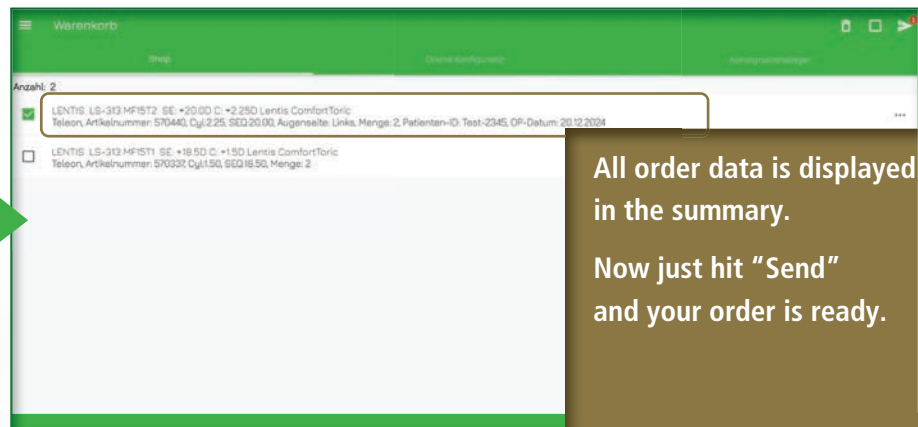 Warenkorb
Shop
Anzahl: 2
LENTIS LS-313 MF15T2 SE: +20.0D C: +2.25D Lentis ComfortToric
Teleon, Artikelnummer: 570440, Cyl:2.25, SEQ:20.00, Augenseite: Links, Menge: 2, Patienten-ID: Test-2345, OP-Datum: 20.12.2024
LENTIS LS-313 MF15T1 SE: +18.5D C: +1.5D Lentis ComfortToric
Teleon, Artikelnummer: 570337, Cyl:1.50, SEQ:18.50, Menge: 2
All order data is displayed
in the summary.
Now just hit “Send”
and your order is ready.